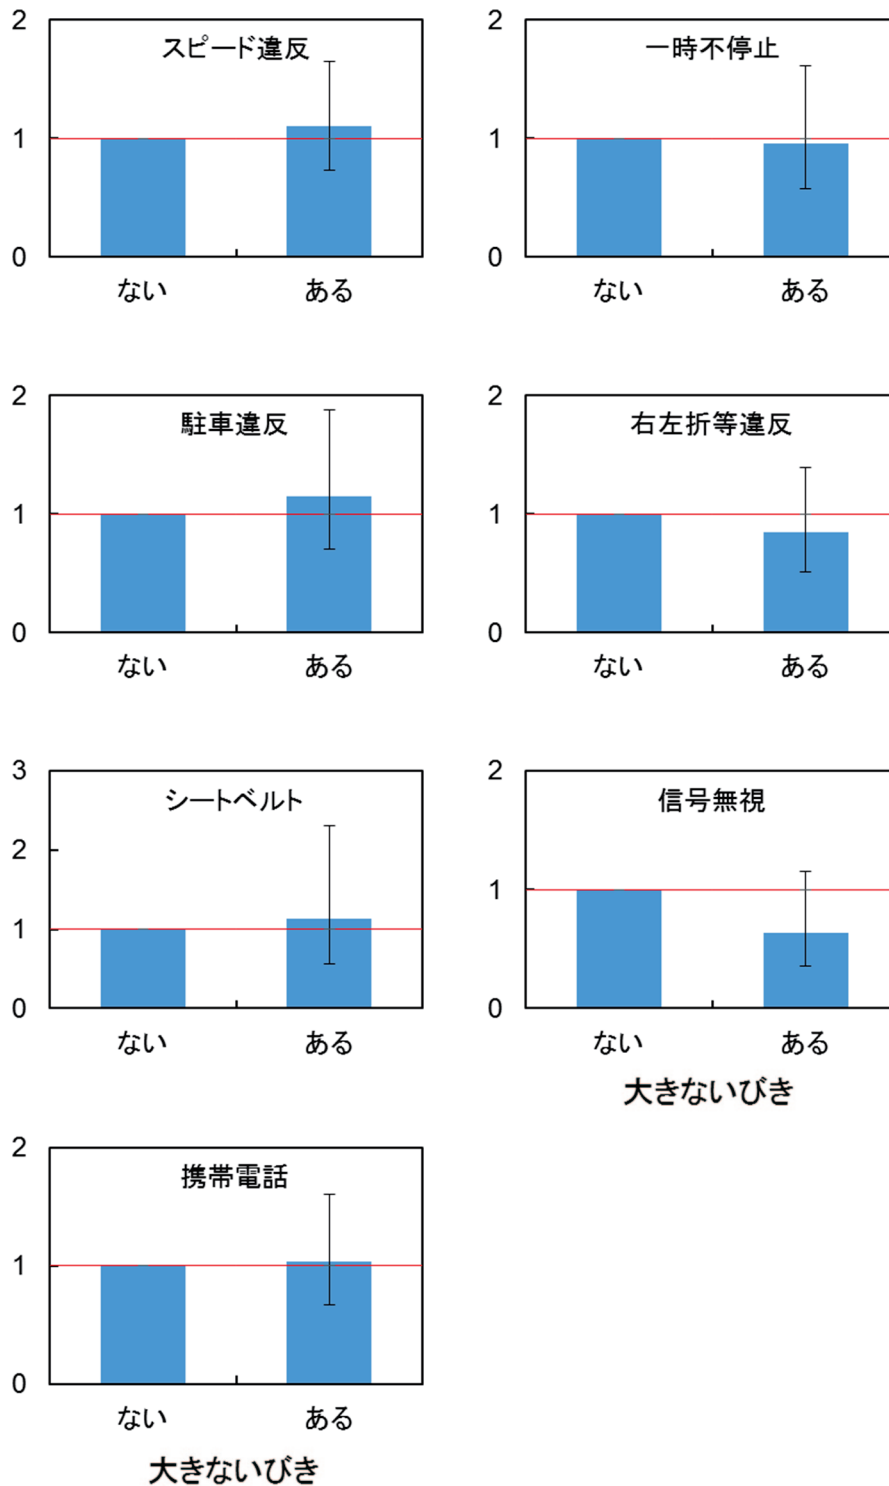 スピード違反
2
1
0
ない ある
一時不停止
2
1
0
ない ある
駐車違反
2
1
0
ない ある
右左折等違反
2
1
0
ない ある
シートベルト
3
2
1
0
ない ある
信号無視
2
1
0
ない ある
大きないびき
携帯電話
2
1
0
ない ある
大きないびき